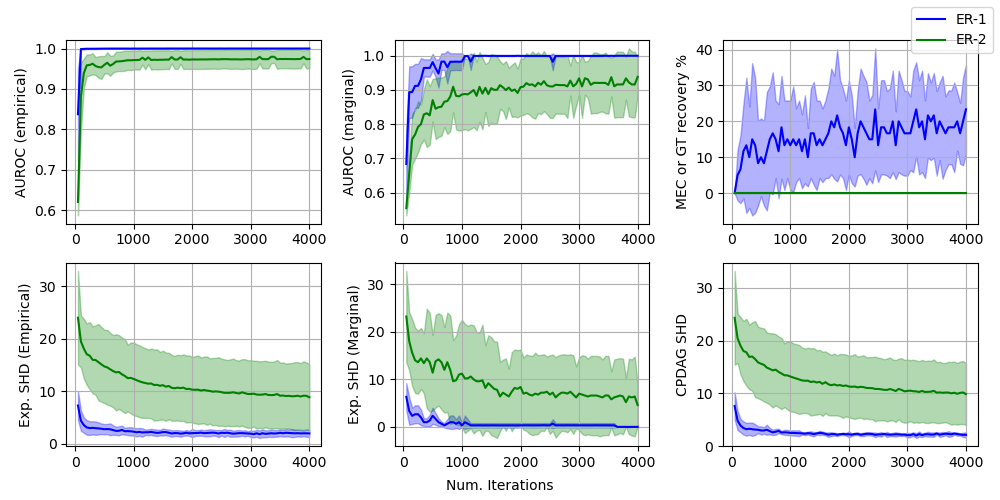 ER-1
ER-2
AUROC (empirical)
1.0
0.9
0.8
0.7
0.6
0 1000 2000 3000 4000
AUROC (marginal)
1.0
0.9
0.8
0.7
0.6
0 1000 2000 3000 4000
MEC or GT recovery %
40
30
20
10
0
0 1000 2000 3000 4000
Exp. SHD (Empirical)
30
20
10
0
0 1000 2000 3000 4000
Exp. SHD (Marginal)
30
20
10
0
0 1000 2000 3000 4000
CPDAG SHD
30
20
10
0
0 1000 2000 3000 4000
Num. Iterations